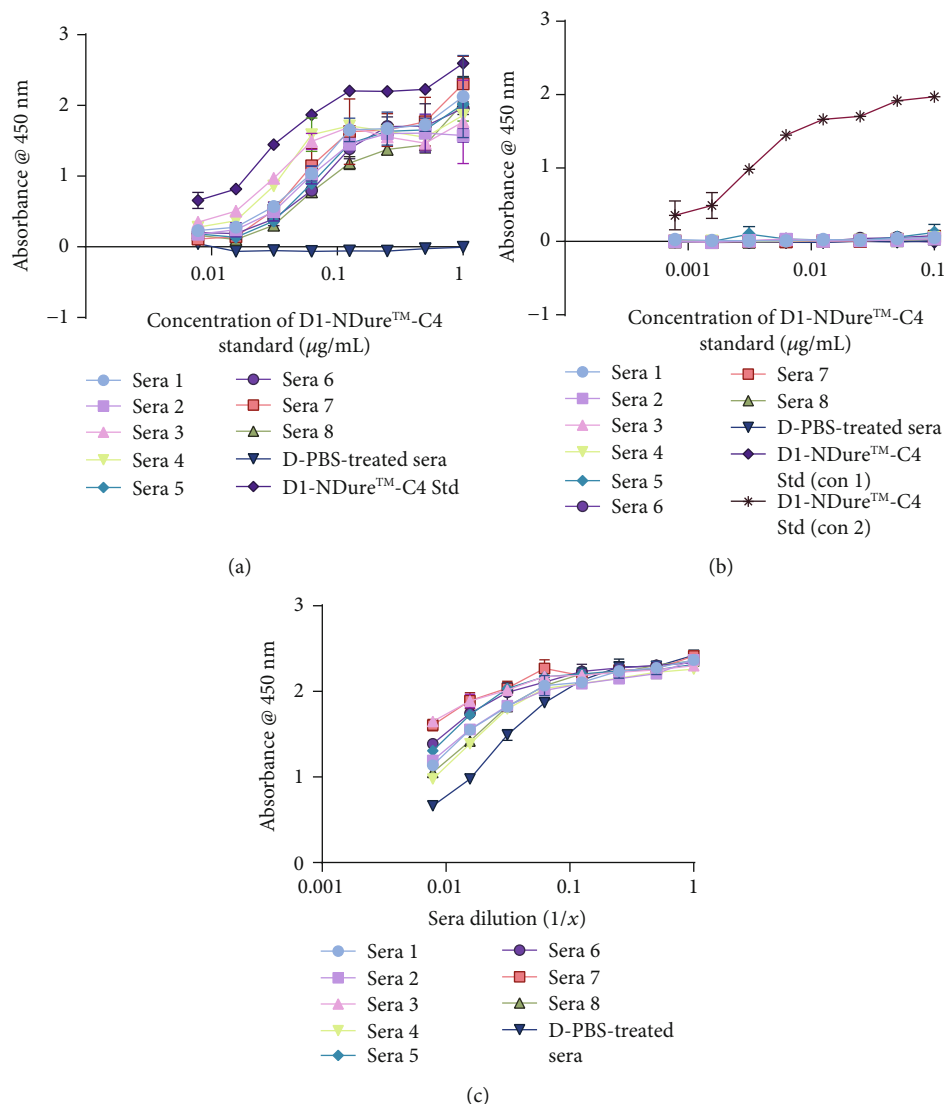 (a)
Absorbance @ 450 nm
3
2
1
0
−1
0.01
0.1
1
Concentration of D1-NDure™-C4
standard (μg/mL)
Sera 1
Sera 2
Sera 3
Sera 4
Sera 5
Sera 6
Sera 7
Sera 8
D-PBS-treated sera
D1-NDure™-C4 Std
(b)
Absorbance @ 450 nm
3
2
1
0
−1
0.001
0.01
0.1
Concentration of D1-NDure™-C4
standard (μg/mL)
Sera 1
Sera 2
Sera 3
Sera 4
Sera 5
Sera 6
Sera 7
Sera 8
D-PBS-treated sera
D1-NDure™-C4
Std (con 1)
D1-NDure™-C4
Std (con 2)
Absorbance @ 450 nm
3
2
1
0
0.001
0.01
0.1
1
Sera dilution (1/x)
Sera 1
Sera 2
Sera 3
Sera 4
Sera 5
Sera 6
Sera 7
Sera 8
D-PBS-treated
sera
(c)